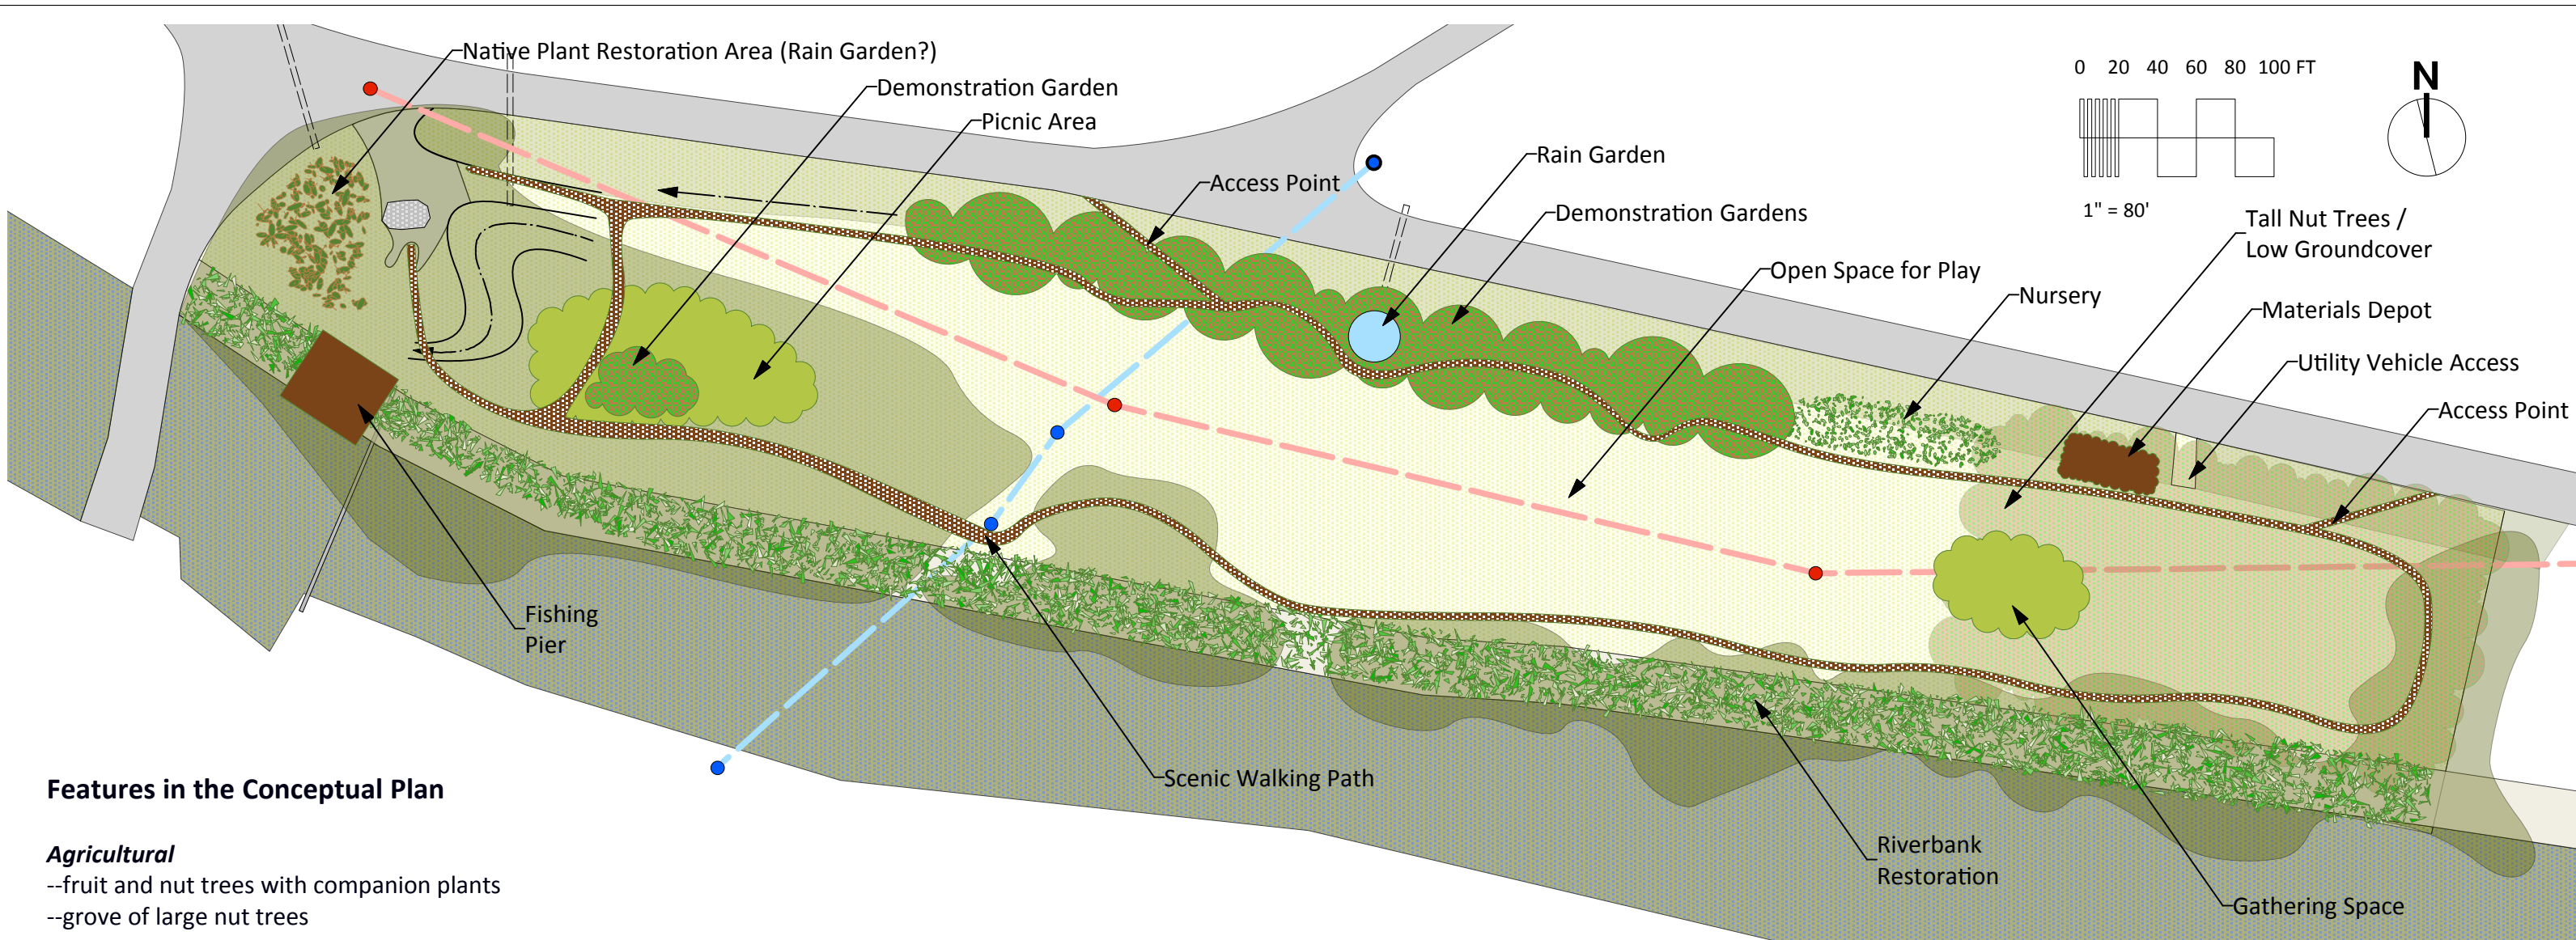 Native Plant Restoration Area (Rain Garden?)
Demonstration Garden
Picnic Area
Access Point
Rain Garden
Demonstration Gardens
Open Space for Play
Nursery
0 20 40 60 80 100 FT
1" = 80'
N
Tall Nut Trees /
Low Groundcover
Materials Depot
Utility Vehicle Access
Access Point
Fishing
Pier
Scenic Walking Path
Riverbank
Restoration
Gathering Space
Features in the Conceptual Plan
Agricultural
--fruit and nut trees with companion plants
--grove of large nut trees